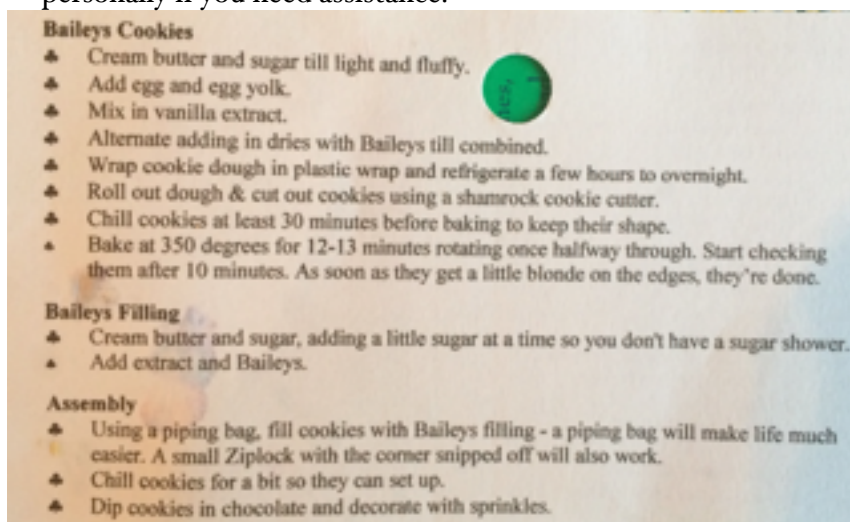 personally if you need assistance.
Baileys Cookies
♣ Cream butter and sugar till light and fluffy.
♣ Add egg and egg yolk.
♣ Mix in vanilla extract.
♣ Alternate adding in dries with Baileys till combined.
♣ Wrap cookie dough in plastic wrap and refrigerate a few hours to overnight.
♣ Roll out dough & cut out cookies using a shamrock cookie cutter.
♣ Chill cookies at least 30 minutes before baking to keep their shape.
♠ Bake at 350 degrees for 12-13 minutes rotating once halfway through. Start checking
them after 10 minutes. As soon as they get a little blonde on the edges, they're done.
Baileys Filling
♣ Cream butter and sugar, adding a little sugar at a time so you don't have a sugar shower.
♠ Add extract and Baileys.
Assembly
♣ Using a piping bag, fill cookies with Baileys filling - a piping bag will make life much
easier. A small Ziplock with the corner snipped off will also work.
♣ Chill cookies for a bit so they can set up.
♣ Dip cookies in chocolate and decorate with sprinkles.